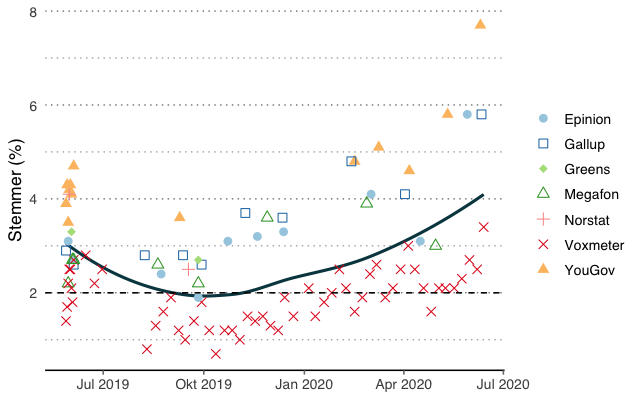 8
6
4
2
Stemmer (%)
Jul 2019
Okt 2019
Jan 2020
Apr 2020
Jul 2020
Epinion
Gallup
Greens
Megafon
Norstat
Voxmeter
YouGov